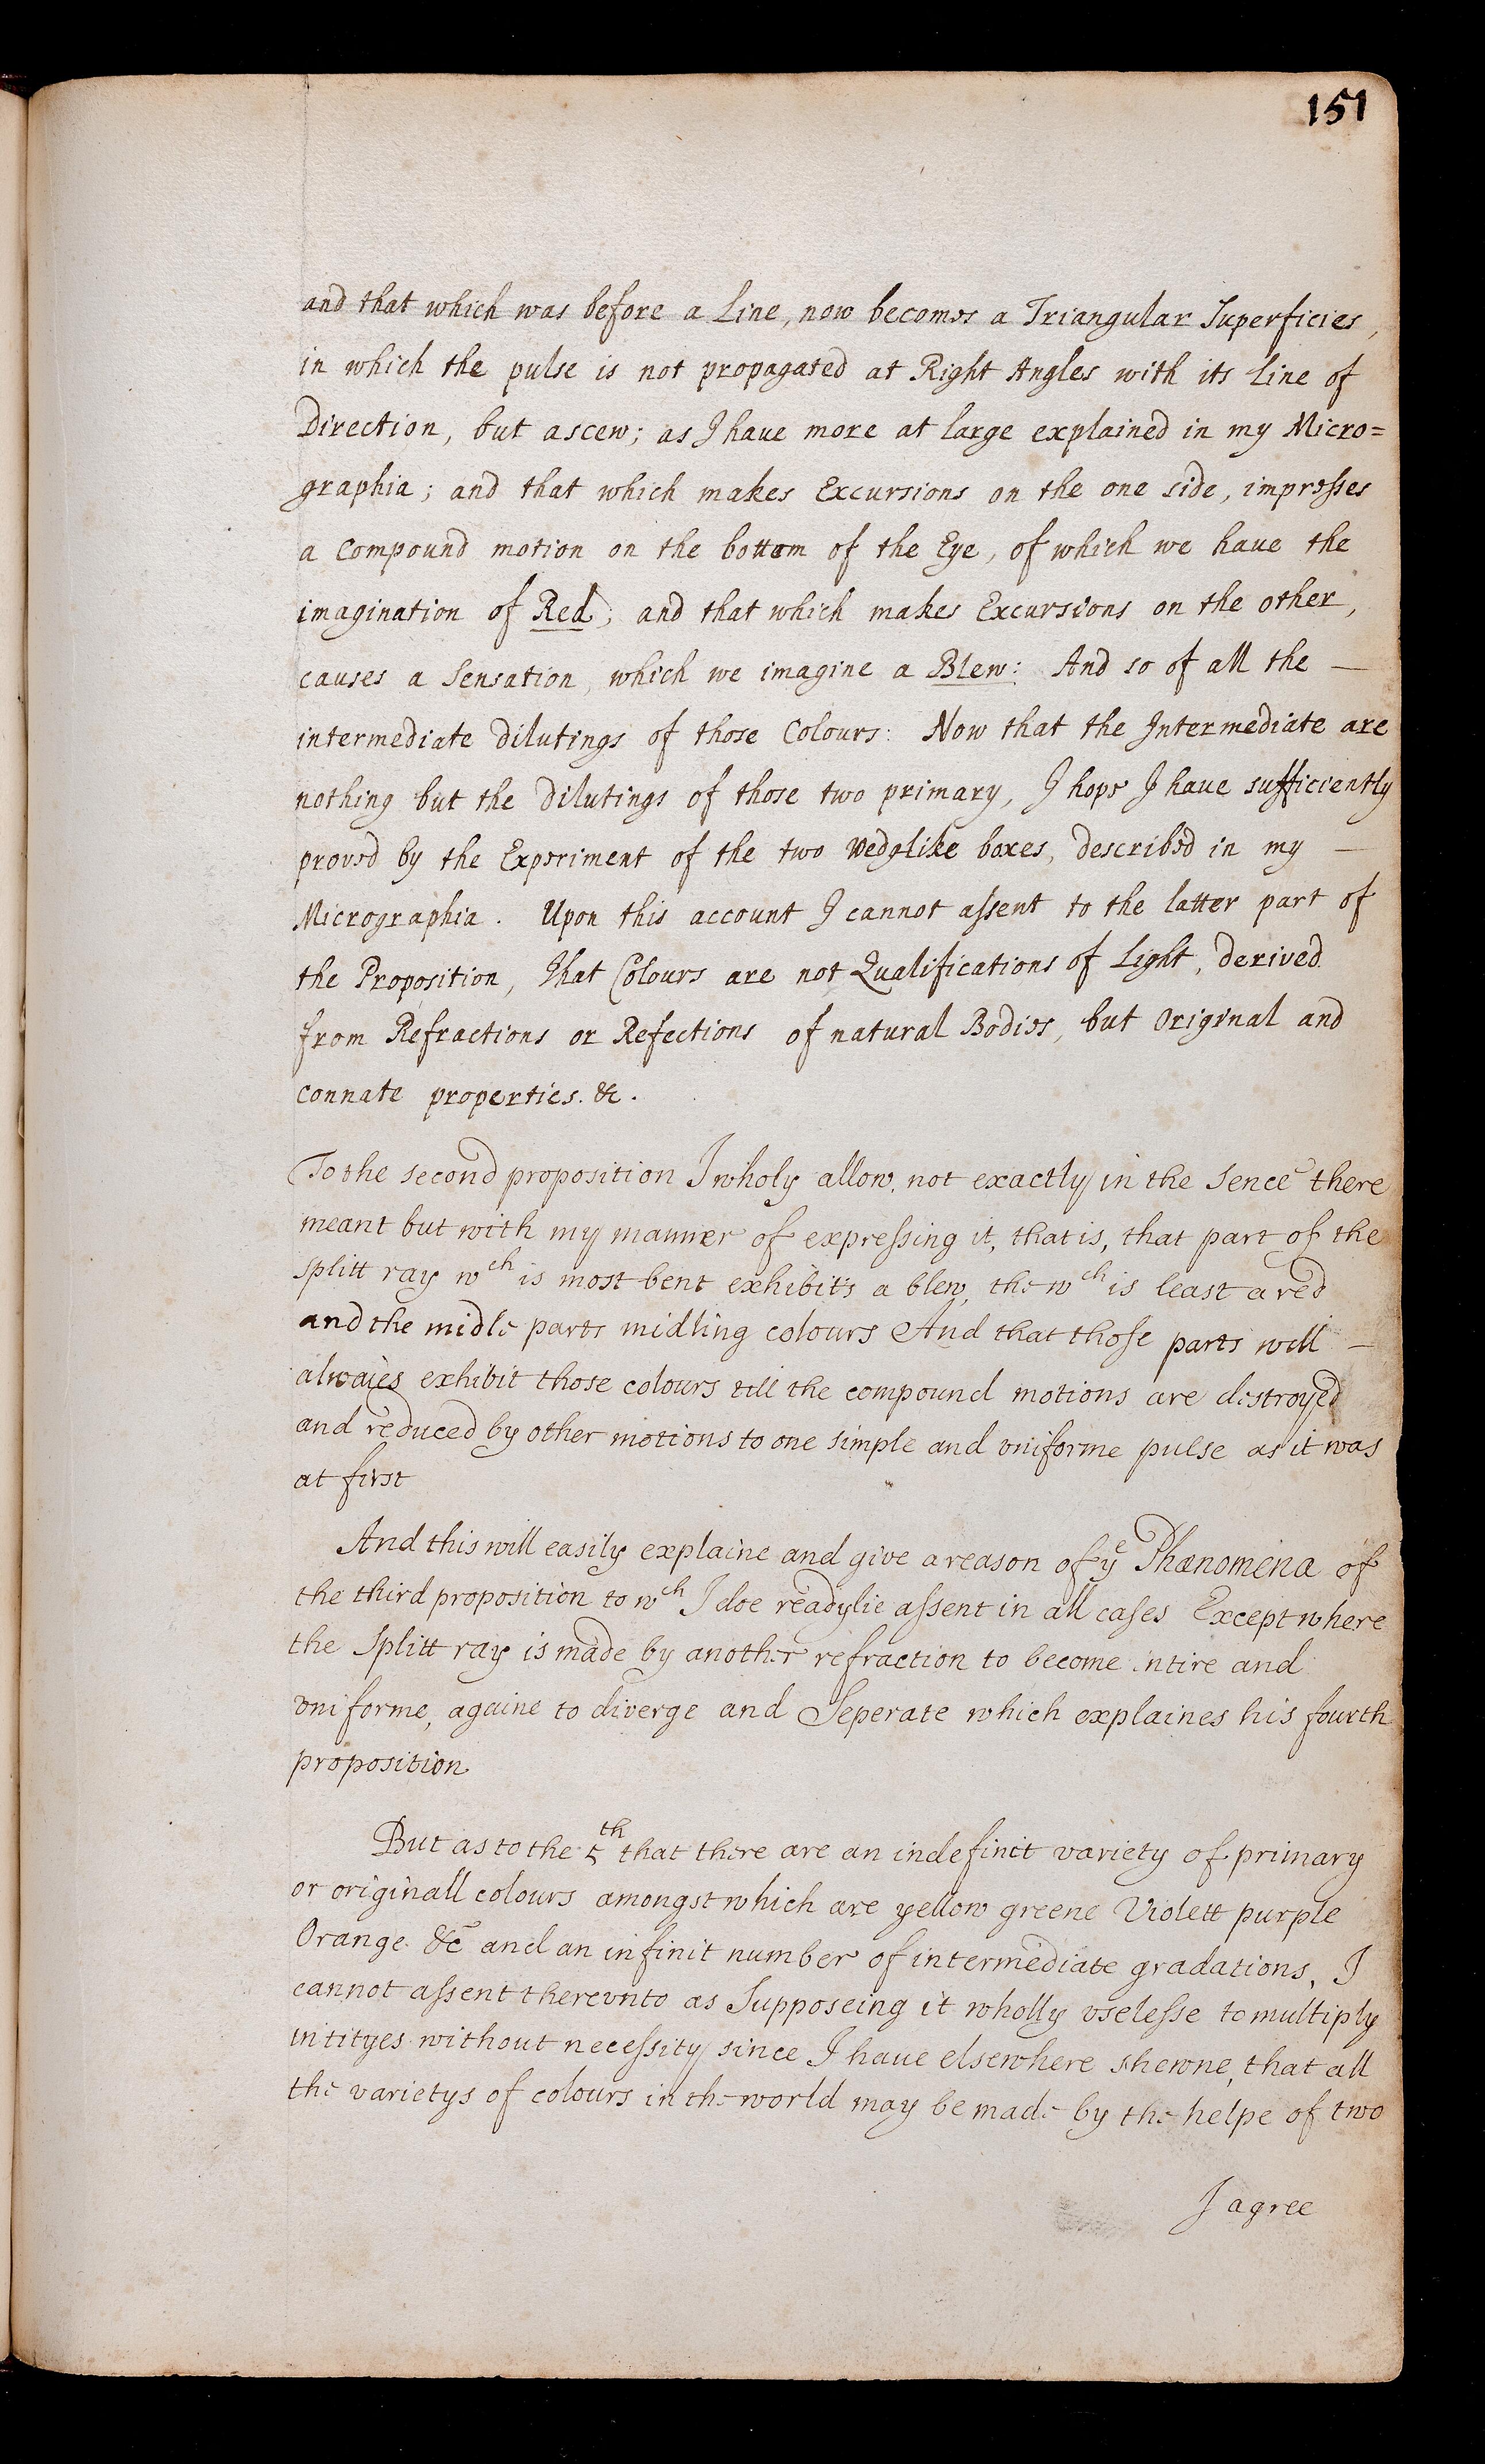 151
and that which was before a Line, now becomes a Triangular Superficies,
in which the pulse is not propagated at Right Angles with its Line of
Direction, but ascew; as I have more at large explained in my Micro=
graphia; and that which makes Excursions on the one side, impresses
a Compound motion on the bottom of the Eye, of which we have the
imagination of Red; and that which makes Excursions on the other,
causes a Sensation, which we imagine a Blew: And so of all the —
intermediate dilutings of those Colours: Now that the Intermediate are
nothing but the dilutings of those two primary, I hope I have sufficiently
proved by the Experiment of the two wedglike boxes, described in my —
Micrographia. Upon this account I cannot assent to the latter part of
the Proposition, That Colours are not Qualifications of Light, derived
from Refractions or Refections of natural Bodies, but Original and
connate properties. &c.
To the second proposition I wholy allow, not exactly in the Sence there
meant but with my manner of expressing it, that is, that part of the
splitt ray wch is most bent exhibits a blew, the wch is least a red
and the midle parts midling colours And that those parts will —
alwaies exhibit those colours till the compound motions are destroyed
and reduced by other motions to one simple and vniforme pulse as it was
at first
And this will easily explaine and give a reason of ye Phænomena of
the third proposition to wch I doe readylie assent in all cases Except where
the splitt ray is made by another refraction to become intire and
vniforme, againe to diverge and Seperate which explaines his fourth
proposition
But as to the 5th that there are an indefinit variety of primary
or originall colours amongst which are yellow greene Violett purple
Orange &c and an infinit number of intermediate gradations, I
cannot assent therevnto as Supposeing it wholly vselesse to multiply
intityes without necessity since I have elsewhere shewne, that all
the varietys of colours in the world may be made by the helpe of two
I agree